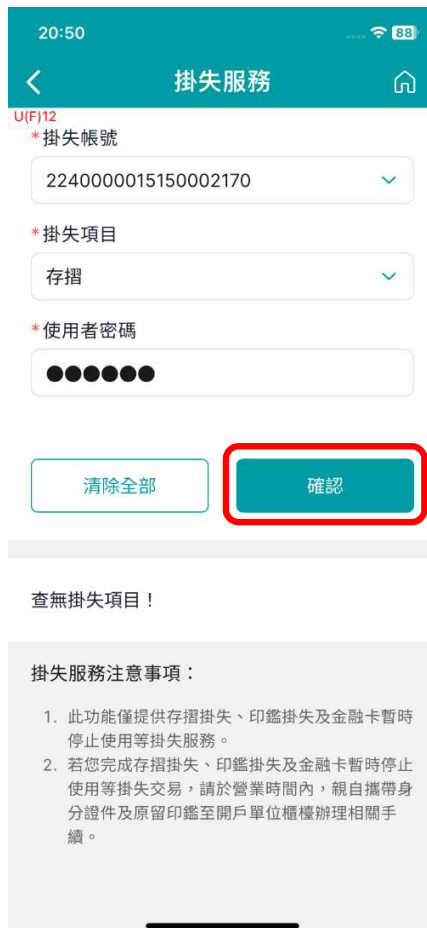 20:50
88
掛失服務
U(F)12
*掛失帳號
2240000015150002170
*掛失項目
存摺
*使用者密碼
●●●●●●
清除全部
確認
查無掛失項目！
掛失服務注意事項：
1. 此功能僅提供存摺掛失、印鑑掛失及金融卡暫時
停止使用等掛失服務。
2. 若您完成存摺掛失、印鑑掛失及金融卡暫時停止
使用等掛失交易，請於營業時間內，親自攜帶身
分證件及原留印鑑至開戶單位櫃檯辦理相關手
續。